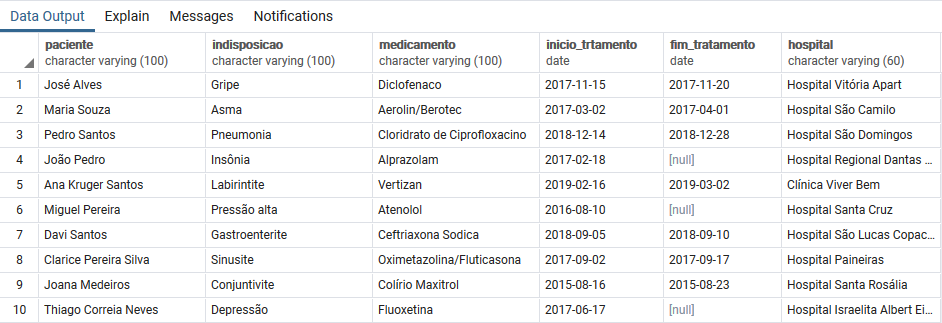 Data Output Explain Messages Notifications
paciente indisposicao medicamento inicio_trtamento fim_tratamento hospital
character varying (100) character varying (100) character varying (100) date date character varying (60)
1 José Alves Gripe Diclofenaco 2017-11-15 2017-11-20 Hospital Vitória Apart
2 Maria Souza Asma Aerolin/Berotec 2017-03-02 2017-04-01 Hospital São Camilo
3 Pedro Santos Pneumonia Cloridrato de Ciprofloxacino 2018-12-14 2018-12-28 Hospital São Domingos
4 João Pedro Insônia Alprazolam 2017-02-18 [null] Hospital Regional Dantas ...
5 Ana Kruger Santos Labirintite Vertizan 2019-02-16 2019-03-02 Clínica Viver Bem
6 Miguel Pereira Pressão alta Atenolol 2016-08-10 [null] Hospital Santa Cruz
7 Davi Santos Gastroenterite Ceftriaxona Sodica 2018-09-05 2018-09-10 Hospital São Lucas Copac...
8 Clarice Pereira Silva Sinusite Oximetazolina/Fluticasona 2017-09-02 2017-09-17 Hospital Paineiras
9 Joana Medeiros Conjuntivite Colírio Maxitrol 2015-08-16 2015-08-23 Hospital Santa Rosália
10 Thiago Correia Neves Depressão Fluoxetina 2017-06-17 [null] Hospital Israelita Albert Ei...